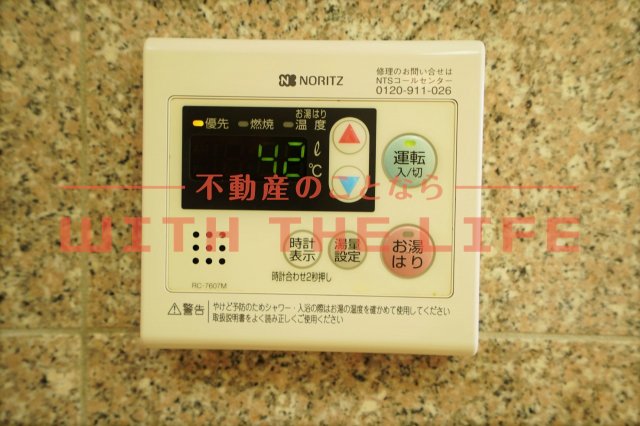 NORITZ
修理のお問い合せは
NTSコールセンター
0120-911-026
優先 燃焼 お湯はり 温度
42 ℓ ℃
運転
入/切
不動産のことなら
WITH THE LIFE
時計
表示
湯量
設定
お湯
はり
時計合わせ2秒押し
RC-7607M
警告 やけど予防のためシャワー・入浴の際はお湯の温度を確かめて使用してください
取扱説明書をよく読み正しくご使用ください